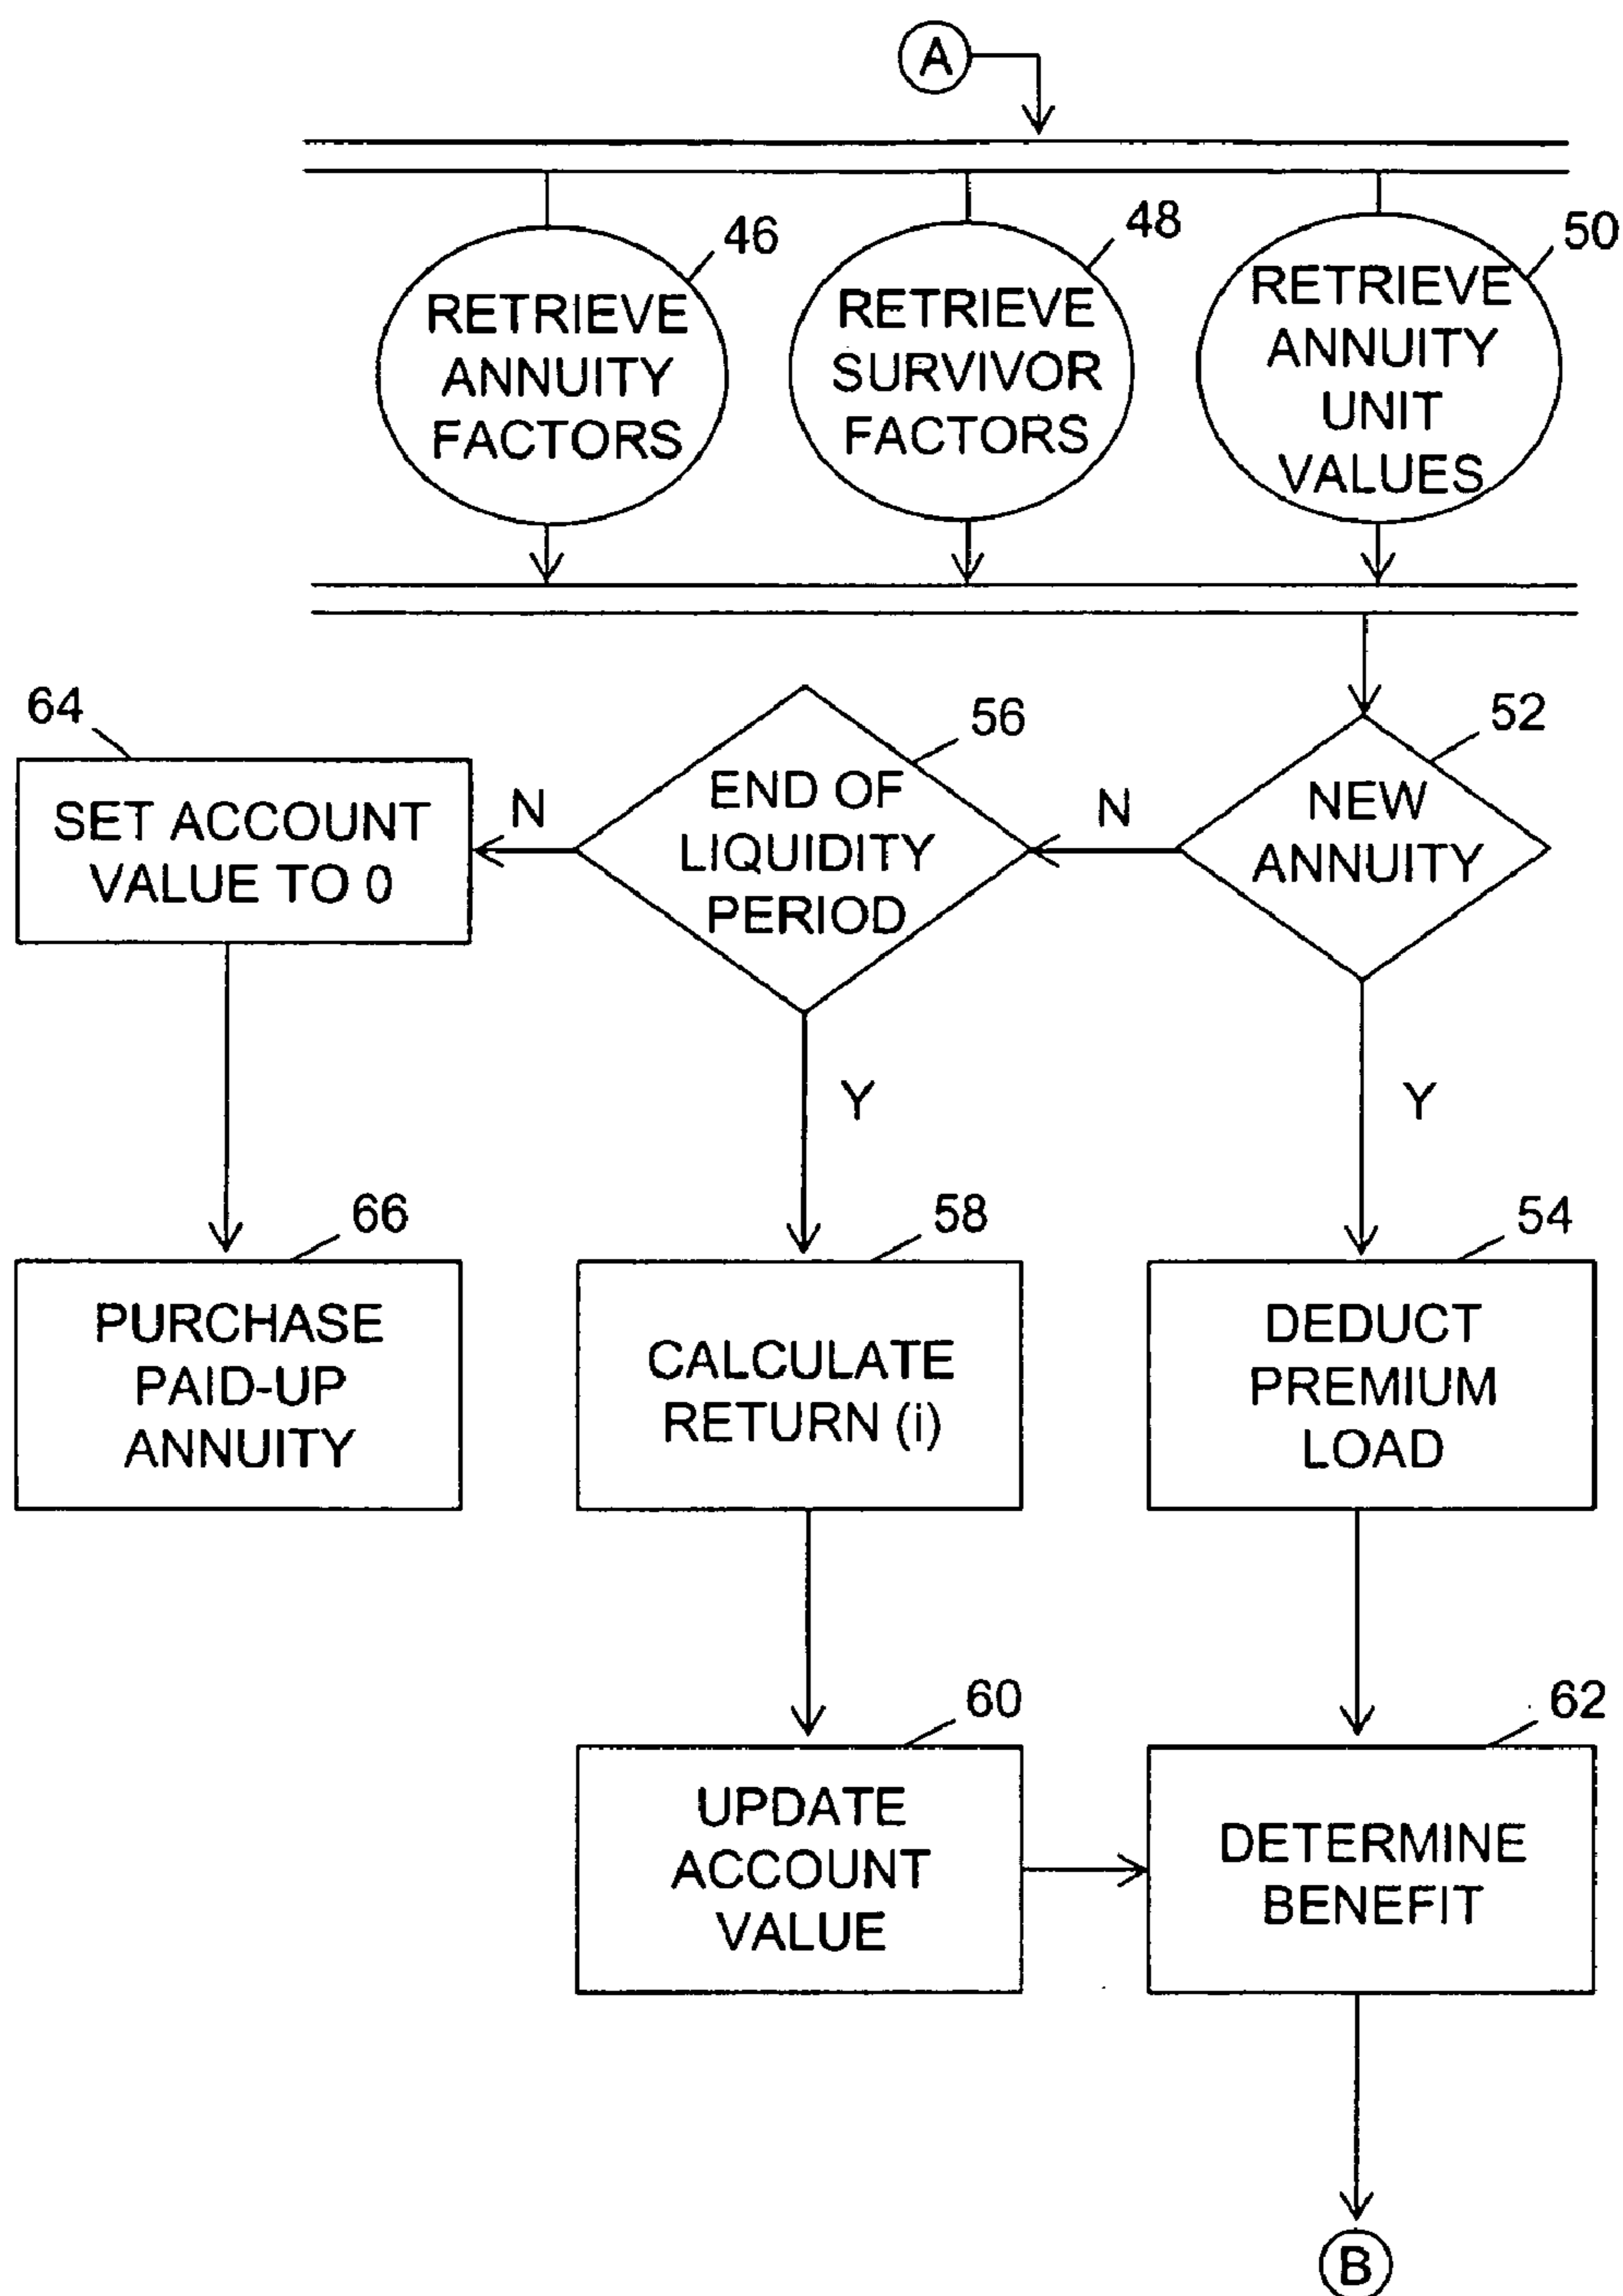 A
46
RETRIEVE
ANNUITY
FACTORS
48
RETRIEVE
SURVIVOR
FACTORS
50
RETRIEVE
ANNUITY
UNIT
VALUES
64
SET ACCOUNT
VALUE TO 0
N
56
END OF
LIQUIDITY
PERIOD
N
52
NEW
ANNUITY
Y
Y
66
PURCHASE
PAID-UP
ANNUITY
58
CALCULATE
RETURN (i)
54
DEDUCT
PREMIUM
LOAD
60
UPDATE
ACCOUNT
VALUE
62
DETERMINE
BENEFIT
B